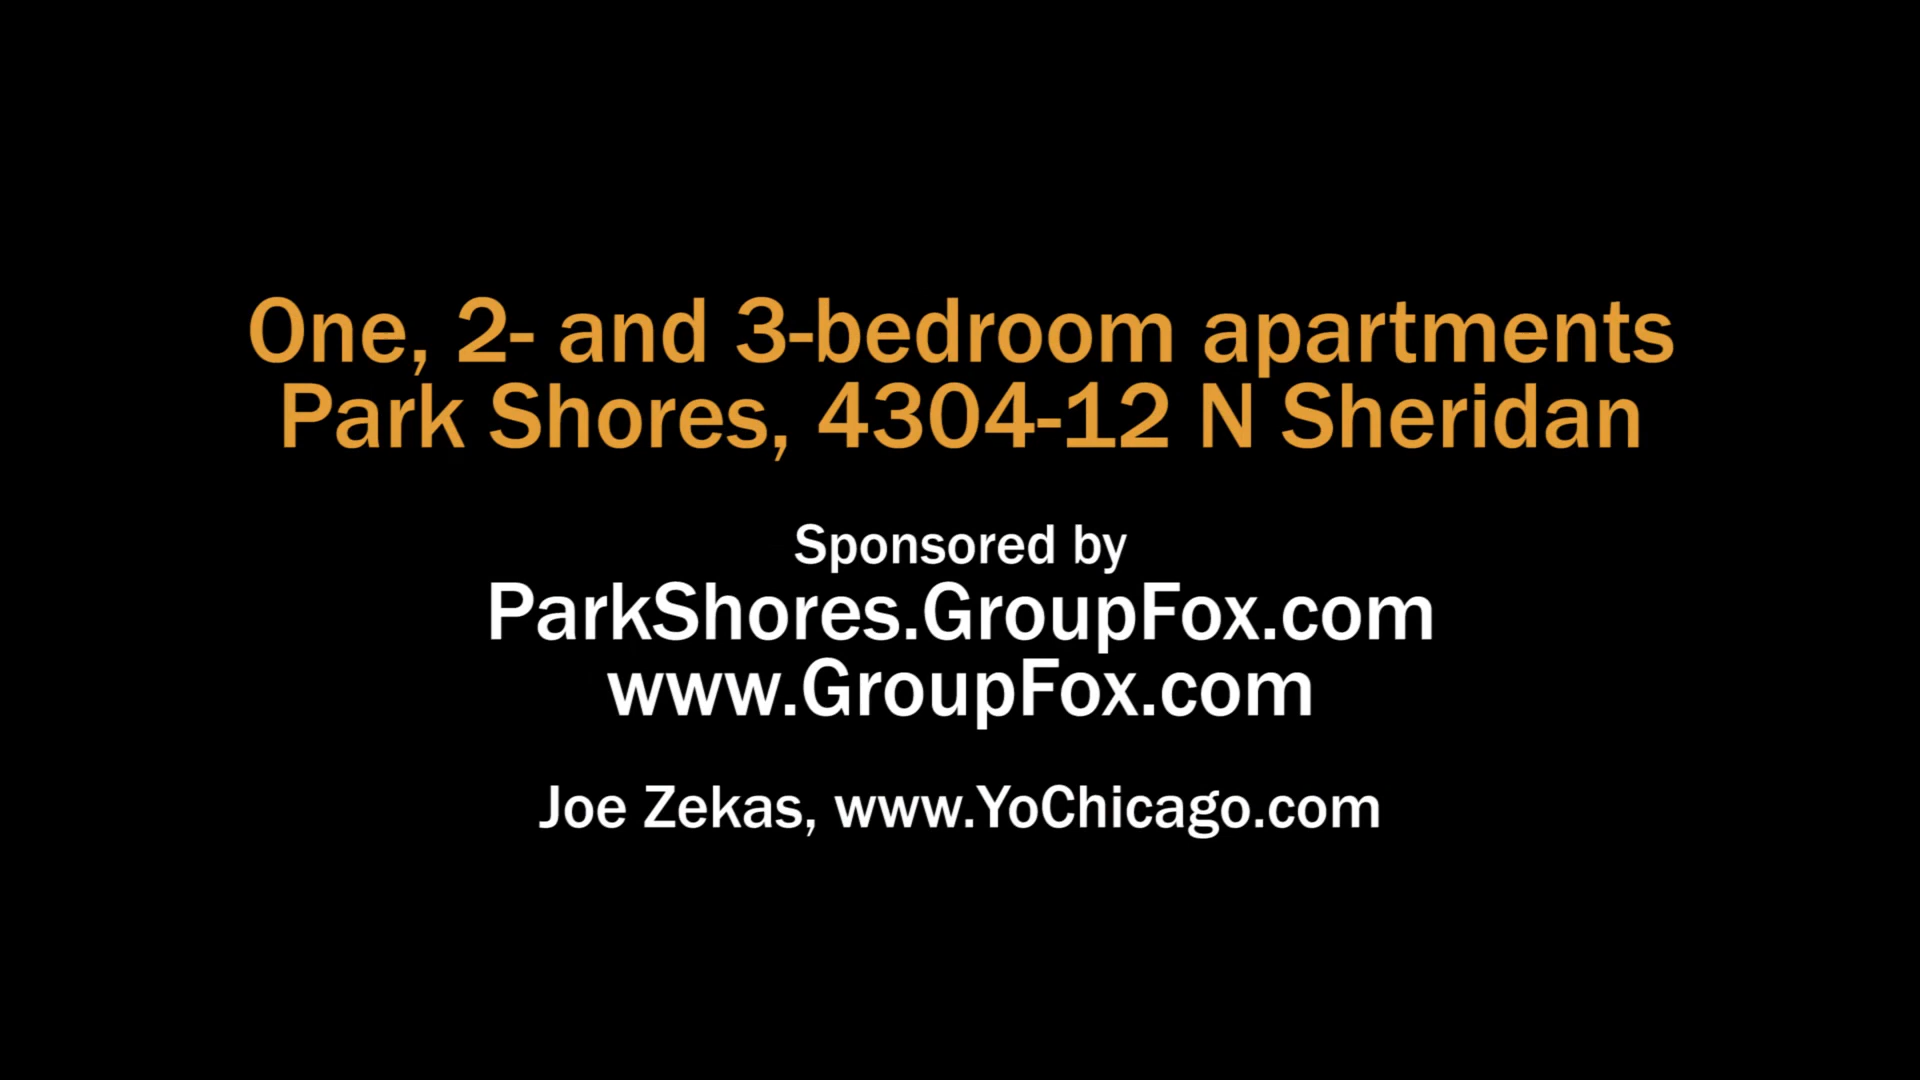 One, 2- and 3-bedroom apartments
Park Shores, 4304-12 N Sheridan
Sponsored by
ParkShores.GroupFox.com
www.GroupFox.com
Joe Zekas, www.YoChicago.com